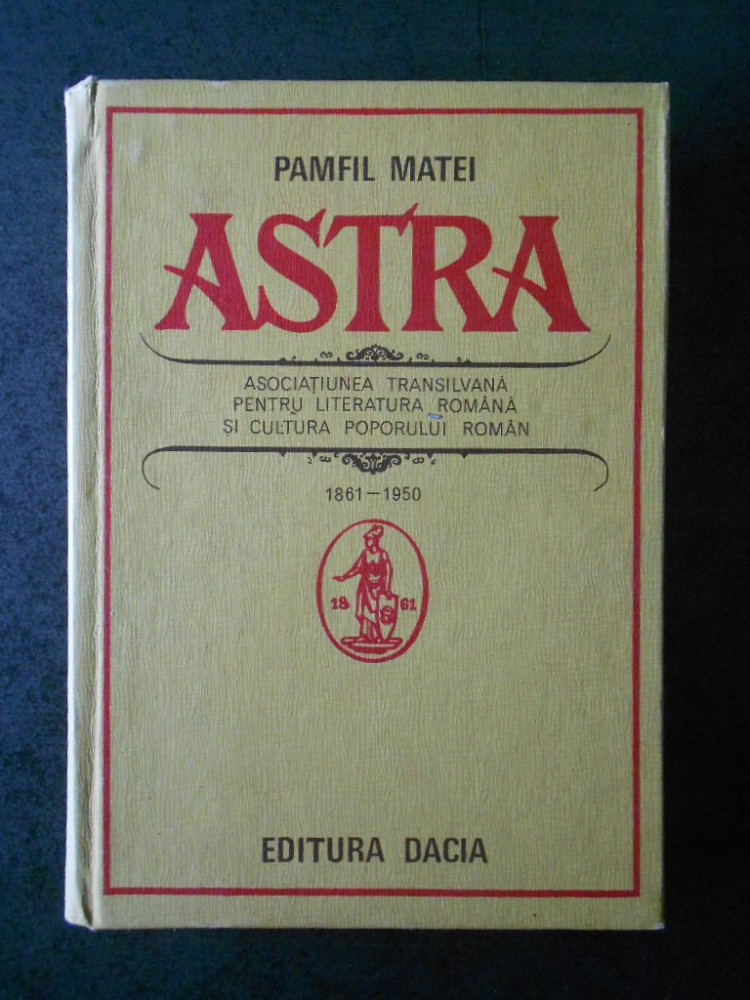 PAMFIL MATEI
ASTRA
ASOCIAȚIUNEA TRANSILVANĂ
PENTRU LITERATURA ROMÂNĂ
ȘI CULTURA POPORULUI ROMÂN
1861—1950
18 61
EDITURA DACIA